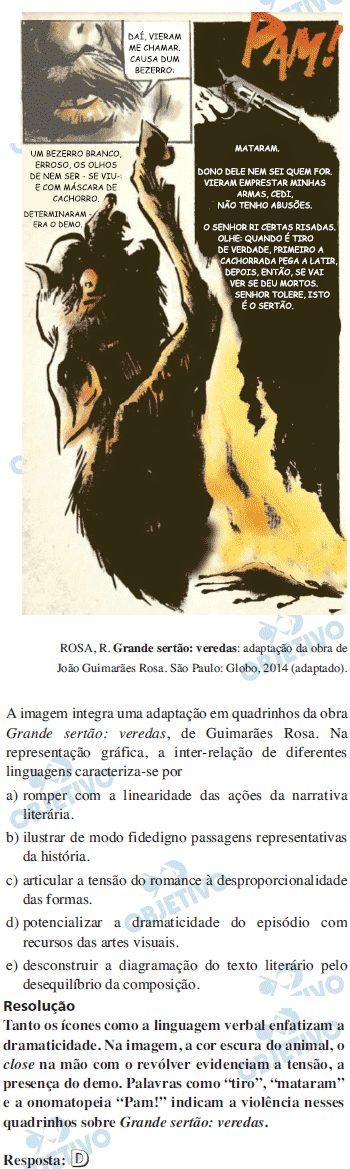 PAM!
DAÍ, VIERAM
ME CHAMAR.
CAUSA DUM
BEZERRO:
UM BEZERRO BRANCO,
ERROSO, OS OLHOS
DE NEM SER - SE VIU-:
E COM MÁSCARA DE
CACHORRO.
DETERMINARAM -
ERA O DEMO.
MATARAM.
DONO DELE NEM SEI QUEM FOR.
VIERAM EMPRESTAR MINHAS
ARMAS, CEDI,
NÃO TENHO ABUSÕES.
O SENHOR RI CERTAS RISADAS.
OLHE: QUANDO É TIRO
DE VERDADE, PRIMEIRO A
CACHORRADA PEGA A LATIR,
DEPOIS, ENTÃO, SE VAI
VER SE DEU MORTOS.
SENHOR TOLERE, ISTO
É O SERTÃO.
ROSA, R. Grande sertão: veredas: adaptação da obra de
João Guimarães Rosa. São Paulo: Globo, 2014 (adaptado).
A imagem integra uma adaptação em quadrinhos da obra
Grande sertão: veredas, de Guimarães Rosa. Na
representação gráfica, a inter-relação de diferentes
linguagens caracteriza-se por
a) romper com a linearidade das ações da narrativa
literária.
b) ilustrar de modo fidedigno passagens representativas
da história.
c) articular a tensão do romance à desproporcionalidade
das formas.
d) potencializar a dramaticidade do episódio com
recursos das artes visuais.
e) desconstruir a diagramação do texto literário pelo
desequilíbrio da composição.
Resolução
Tanto os ícones como a linguagem verbal enfatizam a
dramaticidade. Na imagem, a cor escura do animal, o
close na mão com o revólver evidenciam a tensão, a
presença do demo. Palavras como “tiro”, “mataram”
e a onomatopeia “Pam!” indicam a violência nesses
quadrinhos sobre Grande sertão: veredas.
Resposta: D
OBJETIVO